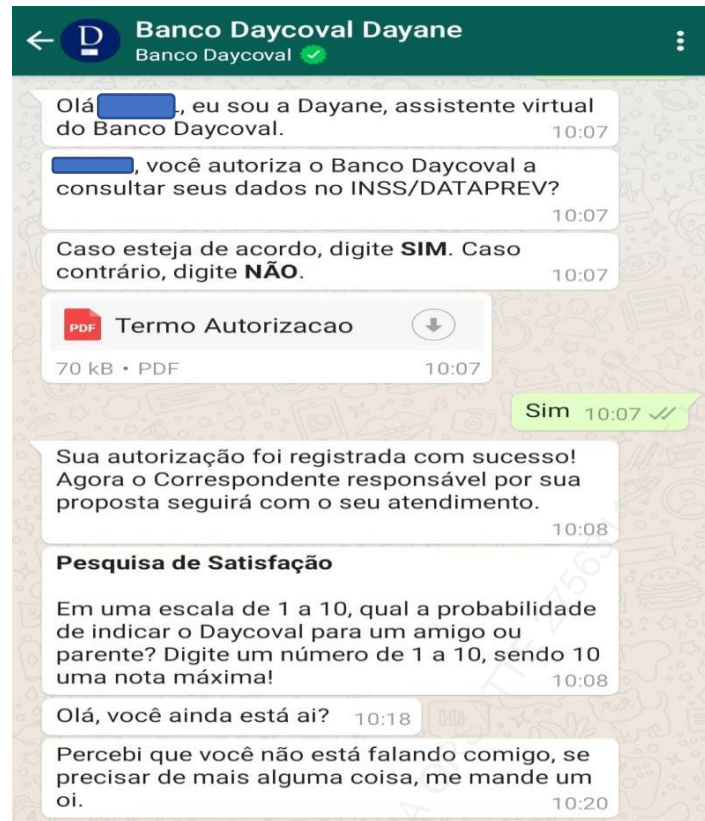 Banco Daycoval Dayane
Banco Daycoval
Olá , eu sou a Dayane, assistente virtual
do Banco Daycoval.
10:07
, você autoriza o Banco Daycoval a
consultar seus dados no INSS/DATAPREV?
10:07
Caso esteja de acordo, digite SIM. Caso
contrário, digite NÃO.
10:07
PDF Termo Autorizacao
70 kB • PDF 10:07
Sim 10:07
Sua autorização foi registrada com sucesso!
Agora o Correspondente responsável por sua
proposta seguirá com o seu atendimento.
10:08
Pesquisa de Satisfação
Em uma escala de 1 a 10, qual a probabilidade
de indicar o Daycoval para um amigo ou
parente? Digite um número de 1 a 10, sendo 10
uma nota máxima!
10:08
Olá, você ainda está ai? 10:18
Percebi que você não está falando comigo, se
precisar de mais alguma coisa, me mande um
oi.
10:20